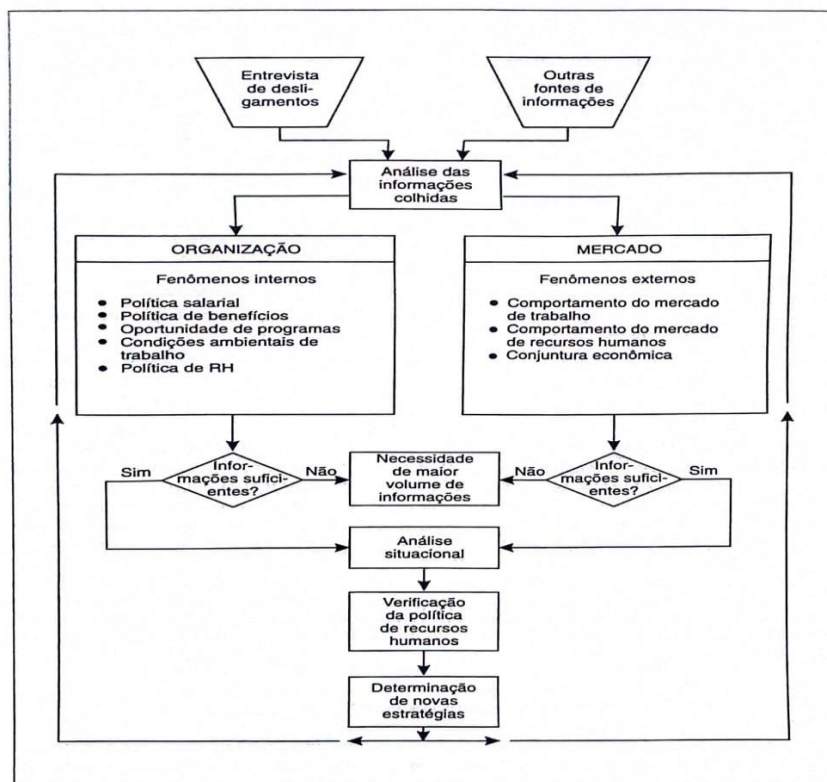 Entrevista
de desli-
gamentos
Outras
fontes de
informações
Análise das
informações
colhidas
ORGANIZAÇÃO
Fenômenos internos
● Política salarial
● Política de benefícios
● Oportunidade de programas
● Condições ambientais de
trabalho
● Política de RH
MERCADO
Fenômenos externos
● Comportamento do mercado
de trabalho
● Comportamento do mercado
de recursos humanos
● Conjuntura econômica
Sim
Infor-
mações sufici-
entes?
Não
Necessidade
de maior
volume de
informações
Não
Infor-
mações sufici-
entes?
Sim
Análise
situacional
Verificação
da política
de recursos
humanos
Determinação
de novas
estratégias